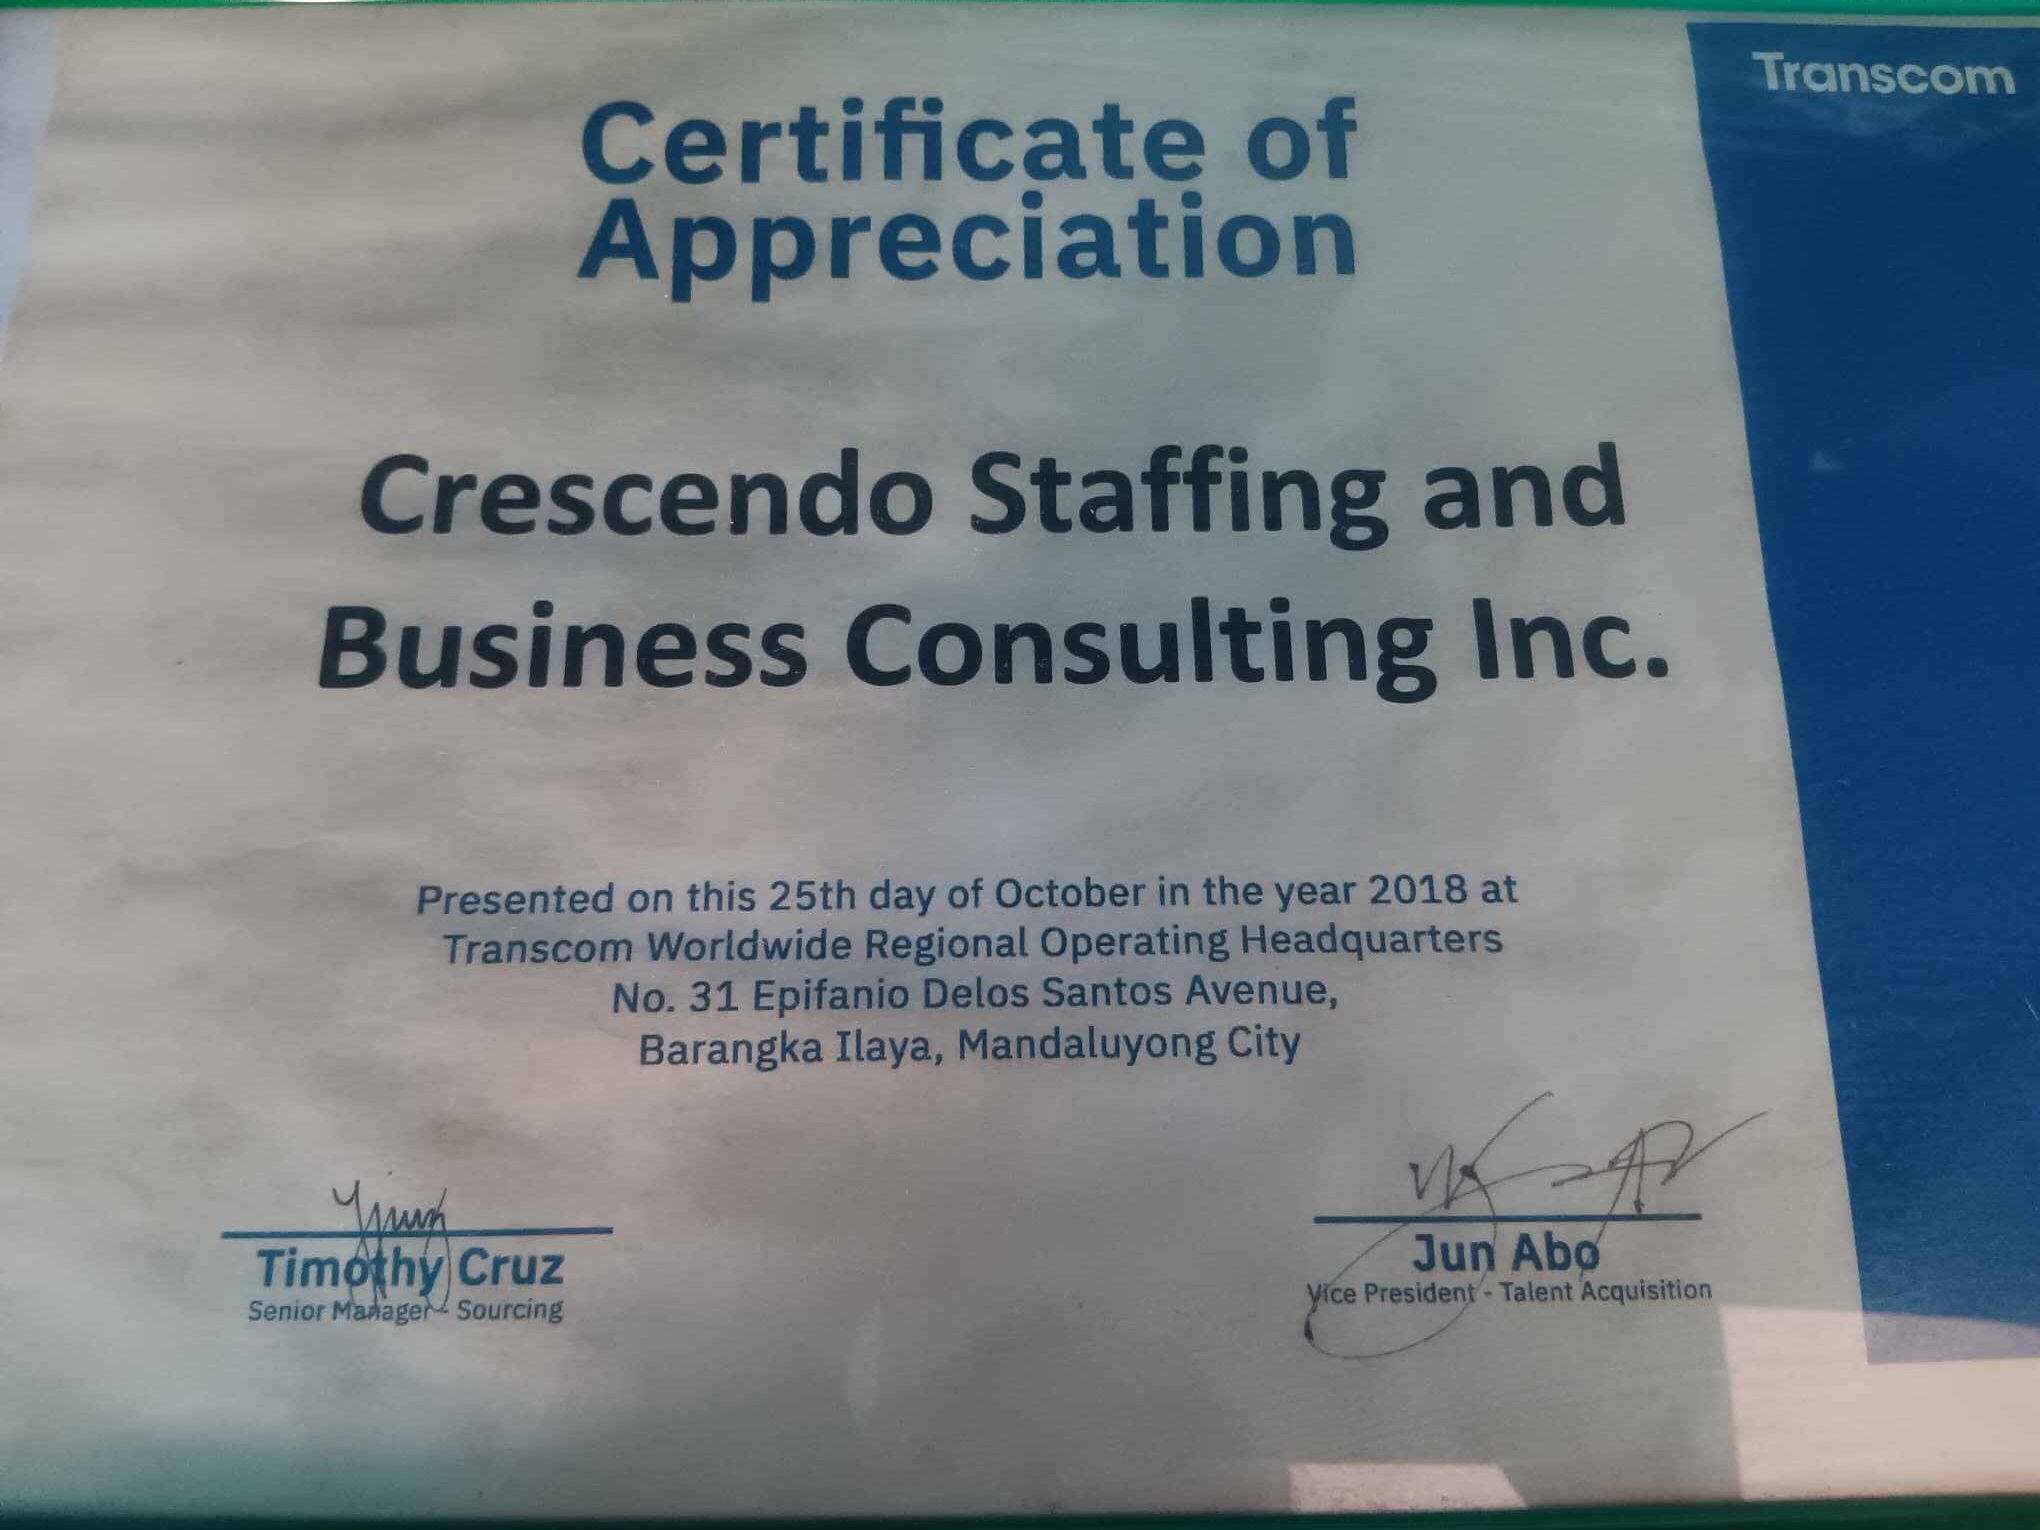 Transcom
Certificate of
Appreciation
Crescendo Staffing and
Business Consulting Inc.
Presented on this 25th day of October in the year 2018 at
Transcom Worldwide Regional Operating Headquarters
No. 31 Epifanio Delos Santos Avenue,
Barangka Ilaya, Mandaluyong City
Timothy Cruz
Senior Manager - Sourcing
Jun Abo
Vice President - Talent Acquisition